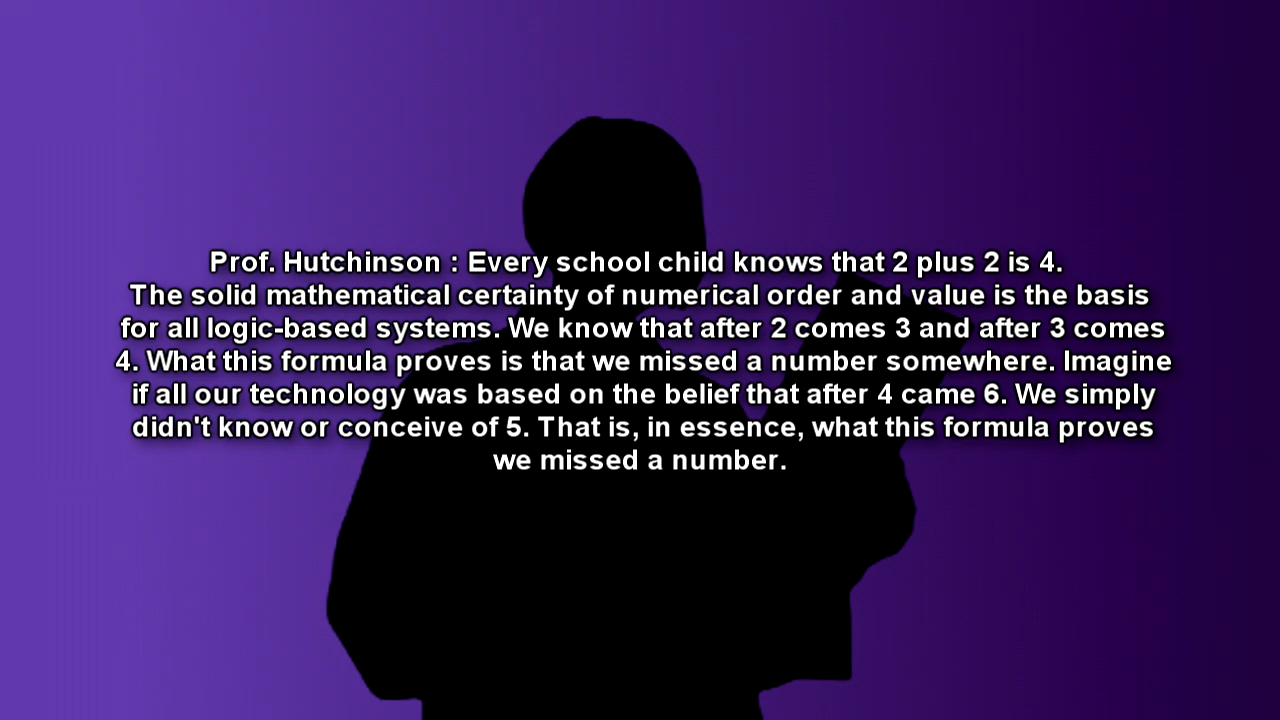 Prof. Hutchinson : Every school child knows that 2 plus 2 is 4.
The solid mathematical certainty of numerical order and value is the basis
for all logic-based systems. We know that after 2 comes 3 and after 3 comes
4. What this formula proves is that we missed a number somewhere. Imagine
if all our technology was based on the belief that after 4 came 6. We simply
didn't know or conceive of 5. That is, in essence, what this formula proves
we missed a number.